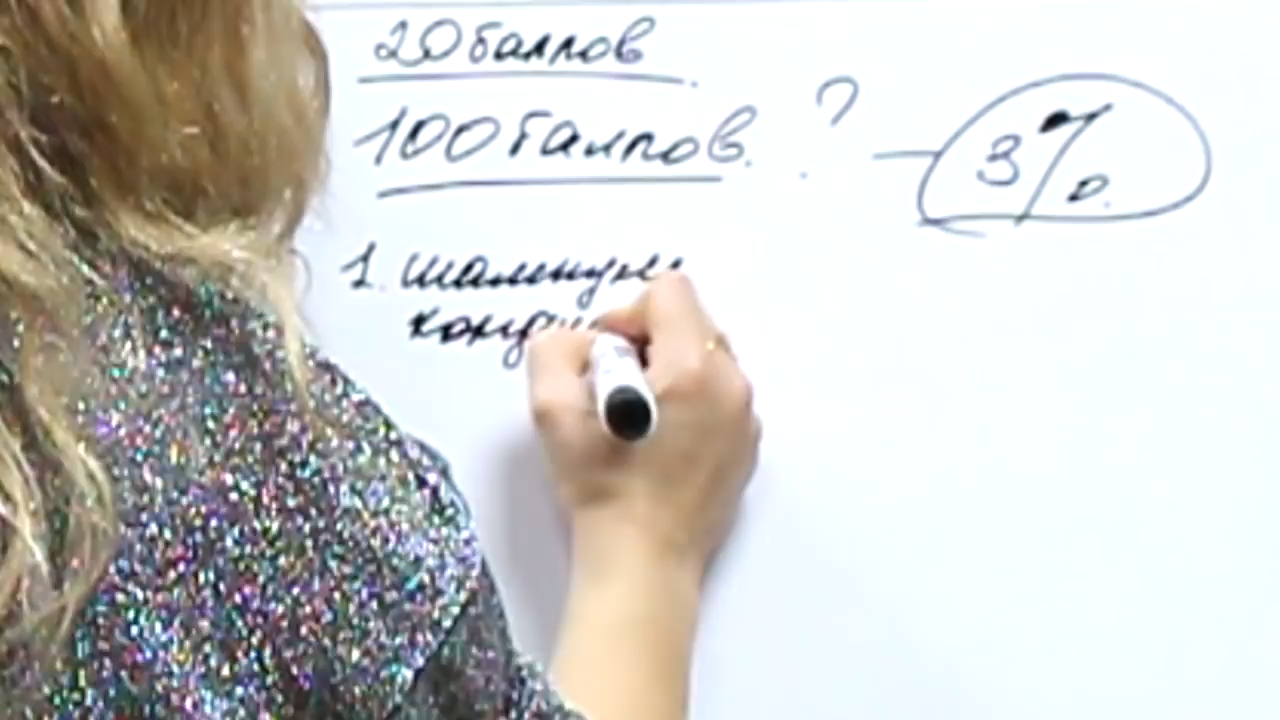 20 баллов
100 баллов. ? — 3%.
1. шампунь